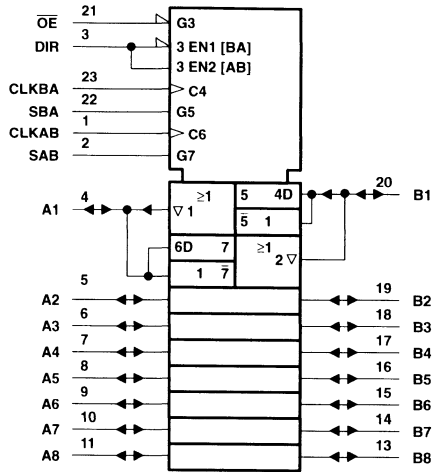 OE 21 G3
DIR 3 3 EN1 [BA]
3 EN2 [AB]
CLKBA 23 C4
SBA 22 G5
CLKAB 1 C6
SAB 2 G7
A1 4 ≥1 5 4D 20 B1
▽ 1 5̅ 1
6D 7 ≥1
2 ▽
1 7̅
A2 5 19 B2
A3 6 18 B3
A4 7 17 B4
A5 8 16 B5
A6 9 15 B6
A7 10 14 B7
A8 11 13 B8